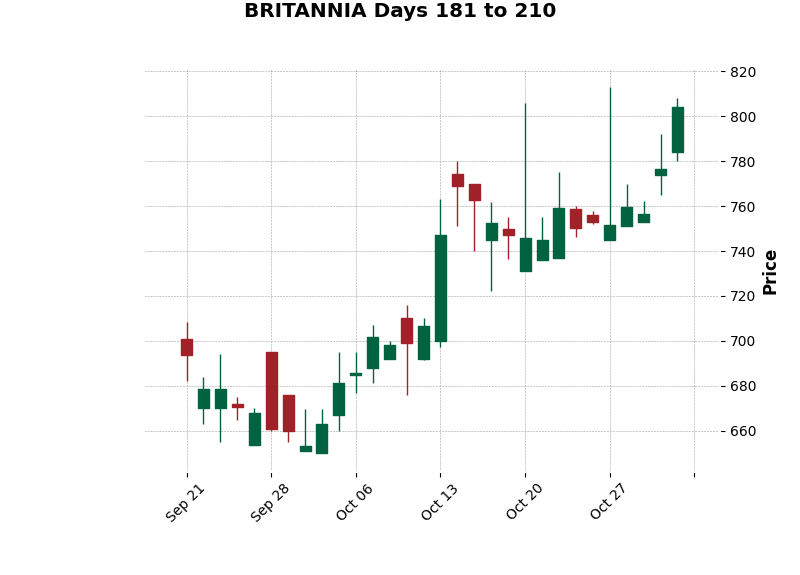 BRITANNIA Days 181 to 210
820
800
780
760
740
720
700
680
660
Price
Sep 21
Sep 28
Oct 06
Oct 13
Oct 20
Oct 27